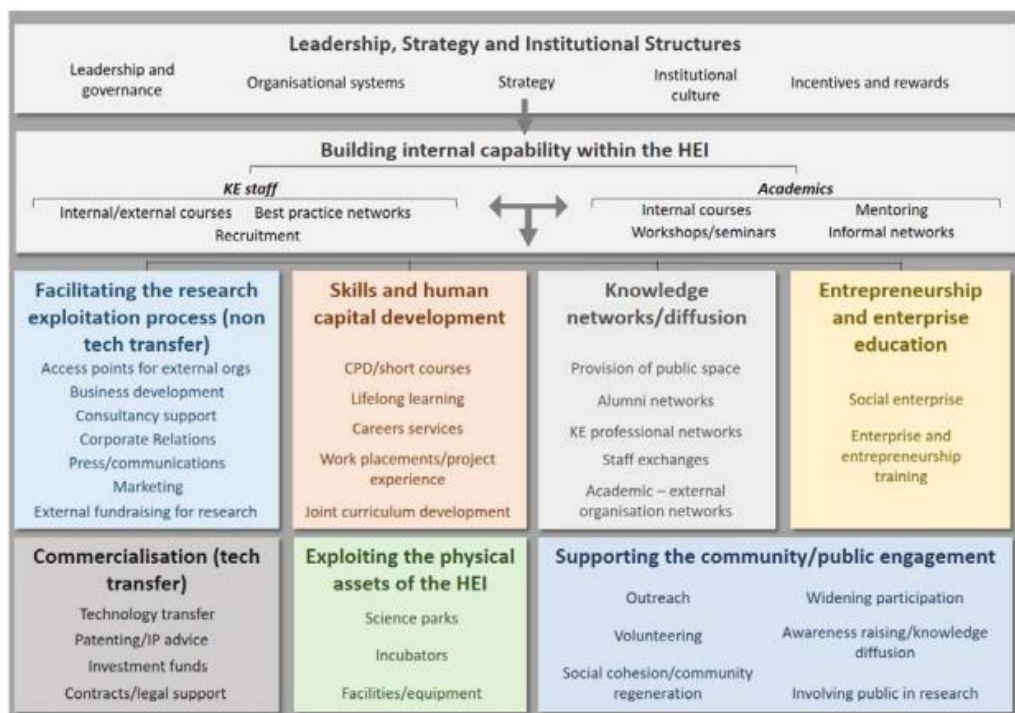 Leadership, Strategy and Institutional Structures
Leadership and
governance
Organisational systems
Strategy
Institutional
culture
Incentives and rewards
Building internal capability within the HEI
KE staff
Internal/external courses
Best practice networks
Recruitment
Academics
Internal courses
Mentoring
Workshops/seminars
Informal networks
Facilitating the research
exploitation process (non
tech transfer)
Access points for external orgs
Business development
Consultancy support
Corporate Relations
Press/communications
Marketing
External fundraising for research
Skills and human
capital development
CPD/short courses
Lifelong learning
Careers services
Work placements/project
experience
Joint curriculum development
Knowledge
networks/diffusion
Provision of public space
Alumni networks
KE professional networks
Staff exchanges
Academic – external
organisation networks
Entrepreneurship
and enterprise
education
Social enterprise
Enterprise and
entrepreneurship
training
Commercialisation (tech
transfer)
Technology transfer
Patenting/IP advice
Investment funds
Contracts/legal support
Exploiting the physical
assets of the HEI
Science parks
Incubators
Facilities/equipment
Supporting the community/public engagement
Outreach
Volunteering
Social cohesion/community
regeneration
Widening participation
Awareness raising/knowledge
diffusion
Involving public in research